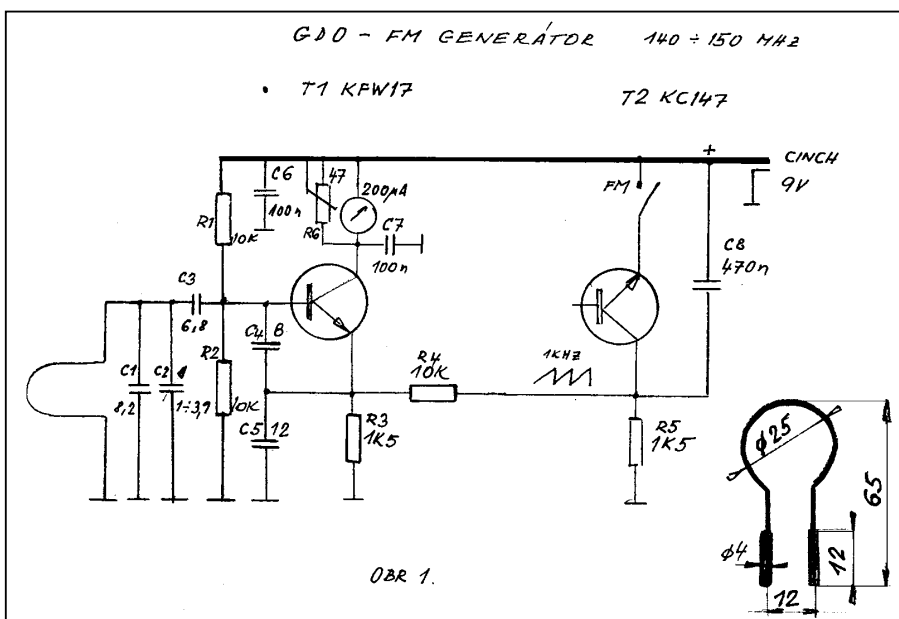 GDO - FM GENERÁTOR 140 ÷ 150 MHz
T1 KFW17
T2 KC147
+
CINCH
9V
C6
100n
47
R6
200µA
FM
R1
10K
C7
100n
C8
470n
C3
6,8
C4 8
1KHZ
R4
10K
C1
8,2
C2
1÷3,9
R2
10K
C5 12
R3
1K5
R5
1K5
φ25
65
φ4
12
12
OBR 1.